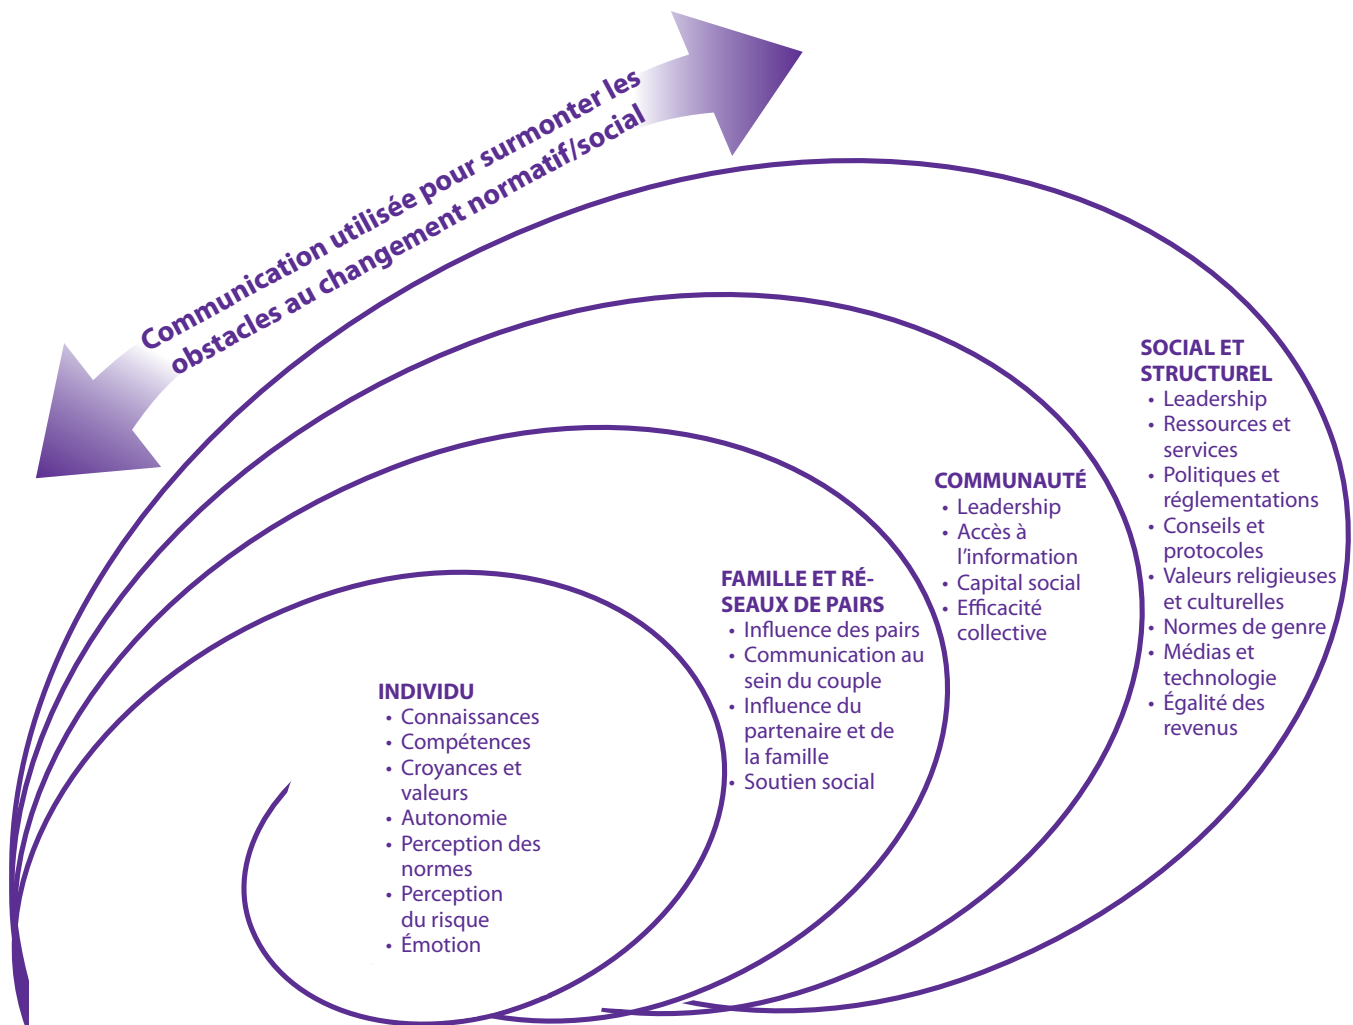 Communication utilisée pour surmonter les
obstacles au changement normatif/social
INDIVIDU
• Connaissances
• Compétences
• Croyances et
valeurs
• Autonomie
• Perception des
normes
• Perception
du risque
• Émotion
FAMILLE ET RÉ-
SEAUX DE PAIRS
• Influence des pairs
• Communication au
sein du couple
• Influence du
partenaire et de
la famille
• Soutien social
COMMUNAUTÉ
• Leadership
• Accès à
l’information
• Capital social
• Efficacité
collective
SOCIAL ET
STRUCTUREL
• Leadership
• Ressources et
services
• Politiques et
réglementations
• Conseils et
protocoles
• Valeurs religieuses
et culturelles
• Normes de genre
• Médias et
technologie
• Égalité des
revenus